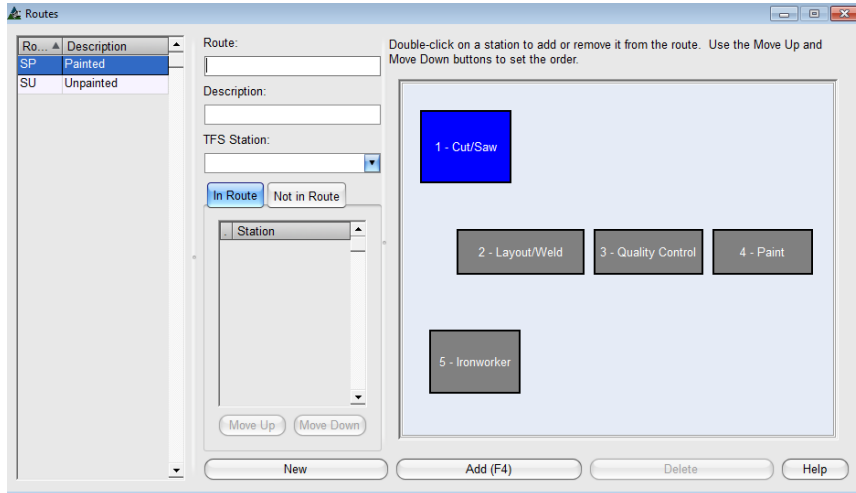 Routes
Ro... Description
SP Painted
SU Unpainted
Route:
Description:
TFS Station:
In Route Not in Route
. Station
Move Up Move Down
New
Double-click on a station to add or remove it from the route. Use the Move Up and
Move Down buttons to set the order.
1 - Cut/Saw
2 - Layout/Weld 3 - Quality Control 4 - Paint
5 - Ironworker
Add (F4) Delete Help